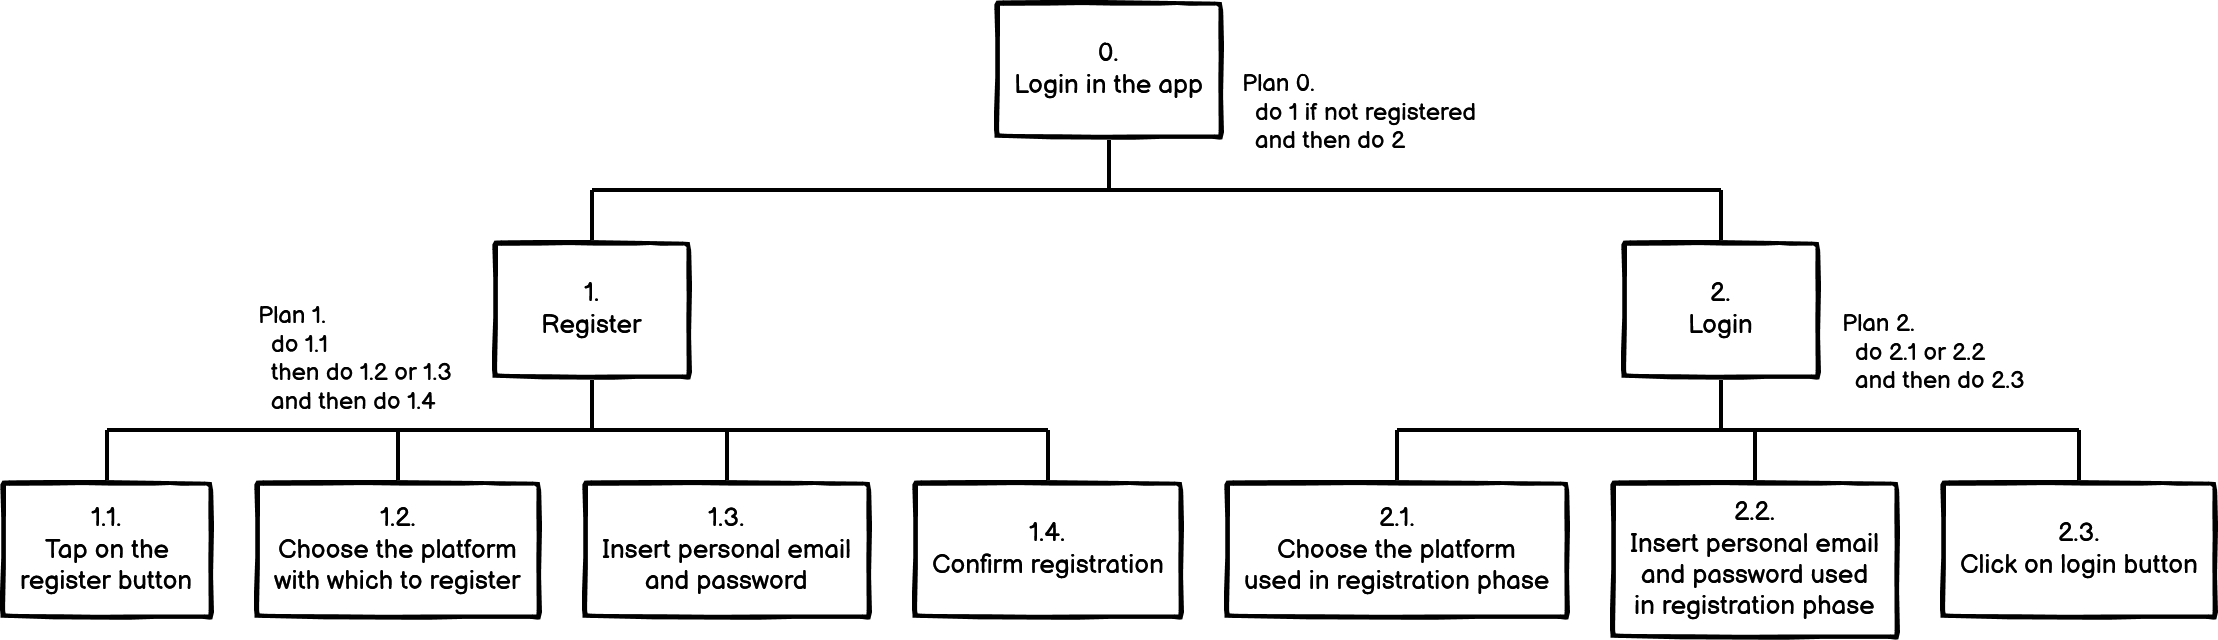 0.
Login in the app
Plan 0.
do 1 if not registered
and then do 2
1.
Register
Plan 1.
do 1.1
then do 1.2 or 1.3
and then do 1.4
2.
Login
Plan 2.
do 2.1 or 2.2
and then do 2.3
1.1.
Tap on the
register button
1.2.
Choose the platform
with which to register
1.3.
Insert personal email
and password
1.4.
Confirm registration
2.1.
Choose the platform
used in registration phase
2.2.
Insert personal email
and password used
in registration phase
2.3.
Click on login button